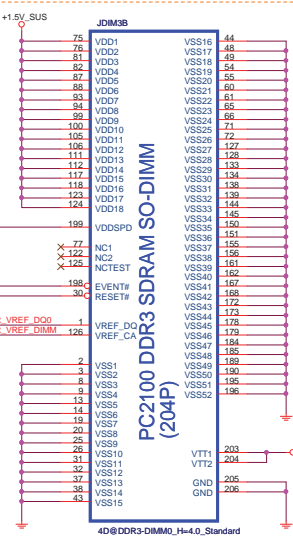 +1.5V_SUS
JDIM3B
75 VDD1
76 VDD2
81 VDD3
82 VDD4
87 VDD5
88 VDD6
93 VDD7
94 VDD8
99 VDD9
100 VDD10
105 VDD11
106 VDD12
111 VDD13
112 VDD14
117 VDD15
118 VDD16
123 VDD17
124 VDD18
199 VDDSPD
77 NC1
122 NC2
125 NCTEST
198 EVENT#
30 RESET#
_VREF_DQ0 1 VREF_DQ
_VREF_DIMM 126 VREF_CA
2 VSS1
3 VSS2
8 VSS3
9 VSS4
13 VSS5
14 VSS6
19 VSS7
20 VSS8
25 VSS9
26 VSS10
31 VSS11
32 VSS12
37 VSS13
38 VSS14
43 VSS15
PC2100 DDR3 SDRAM SO-DIMM
(204P)
VSS16 44
VSS17 48
VSS18 49
VSS19 54
VSS20 55
VSS21 60
VSS22 61
VSS23 65
VSS24 66
VSS25 71
VSS26 72
VSS27 127
VSS28 128
VSS29 133
VSS30 134
VSS31 138
VSS32 139
VSS33 144
VSS34 145
VSS35 150
VSS36 151
VSS37 155
VSS38 156
VSS39 161
VSS40 162
VSS41 167
VSS42 168
VSS43 172
VSS44 173
VSS45 178
VSS46 179
VSS47 184
VSS48 185
VSS49 189
VSS50 190
VSS51 195
VSS52 196
VTT1 203
VTT2 204
GND 205
GND 206
4D@DDR3-DIMM0_H=4.0_Standard